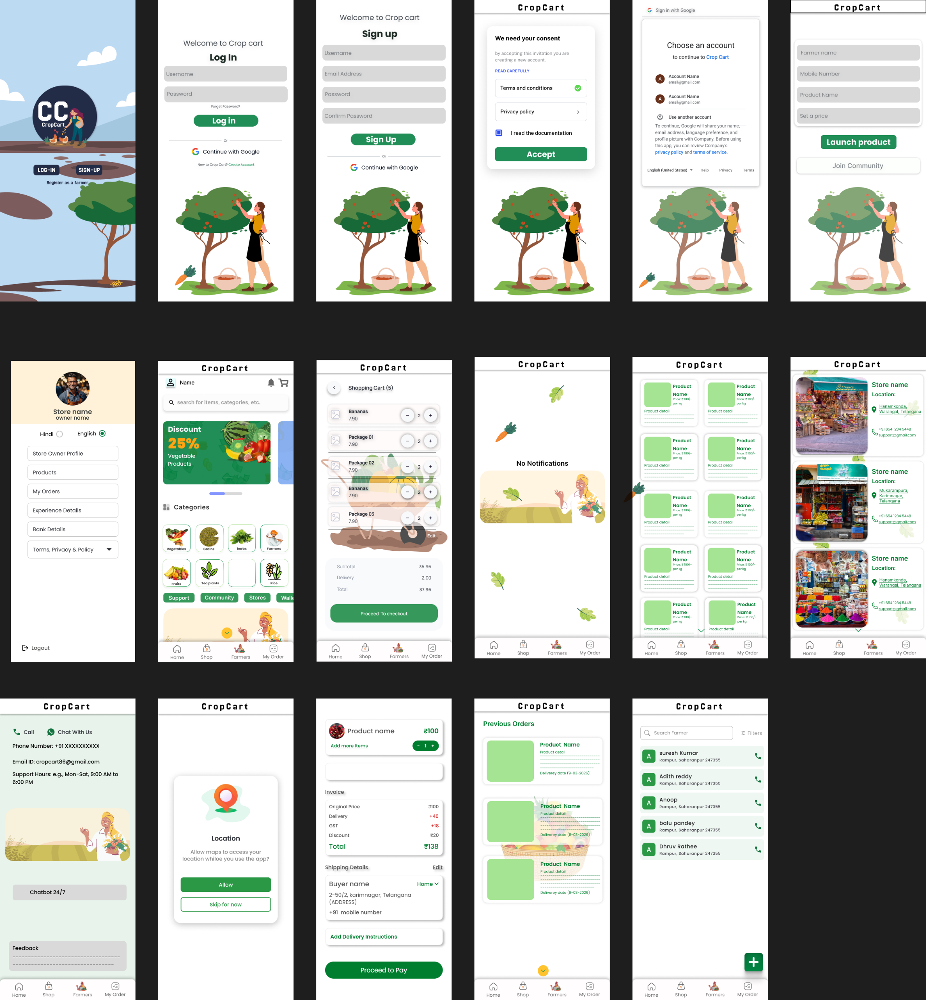 CC
CropCart
LOG-IN
SIGN-UP
Register as a farmer
Welcome to Crop cart
Log In
Username
Password
Forget Password?
Log in
Or
Continue with Google
New to Crop Cart? Create Account
Welcome to Crop cart
Sign up
Username
Email Address
Password
Confirm Password
Sign Up
Or
Continue with Google
CropCart
We need your consent
by accepting this invitation you are
creating a new account.
READ CAREFULLY
Terms and conditions
Privacy policy
I read the documentation
Accept
Sign in with Google
Choose an account
to continue to Crop Cart
A
Account Name
email@gmail.com
A
Account Name
email@gmail.com
Use another account
To continue, Google will share your name,
email address, language preference, and
profile picture with Company. Before using
this app, you can review Company's
privacy policy and terms of service.
English (United States)
Help
Privacy
Terms
CropCart
Farmer name
Mobile Number
Product Name
Set a price
Launch product
Join Community
Store name
owner name
Hindi
English
Store Owner Profile
Products
My Orders
Experience Details
Bank Details
Terms, Privacy & Policy
Logout
CropCart
Name
search for items, categories, etc.
Discount
25%
Vegetable
Products
Categories
Vegetables
Grains
herbs
Farmers
Fruits
Tea plants
Rice
Support
Community
Stores
Walle
Home
Shop
Farmers
My Order
CropCart
Shopping Cart (5)
Bananas
7.90
- 2 +
Package 01
7.90
- 2 +
Package 02
7.90
- 2 +
Bananas
7.90
- 2 +
Package 03
7.90
- 2 +
Edit
Subtotal 35.96
Delivery 2.00
Total 37.96
Proceed To checkout
Home
Shop
Farmers
My Order
CropCart
No Notifications
Home
Shop
Farmers
My Order
CropCart
Product
Name
Price: ₹ 100/-
per kg
Product detail
Product
Name
Price: ₹ 100/-
per kg
Product detail
Product
Name
Price: ₹ 100/-
per kg
Product detail
Product
Name
Price: ₹ 100/-
per kg
Product detail
Product
Name
Price: ₹ 100/-
per kg
Product detail
Product
Name
Price: ₹ 100/-
per kg
Product detail
Product
Name
Price: ₹ 100/-
per kg
Product detail
Product
Name
Price: ₹ 100/-
per kg
Product detail
Product
Name
Price: ₹ 100/-
per kg
Product detail
Product
Name
Price: ₹ 100/-
per kg
Product detail
Home
Shop
Farmers
My Order
CropCart
Store name
Location:
Hanamkonda,
Warangal, Telangana
+91 654 1234 5448
support@gmail.com
Store name
Location:
Mukarampura,
Karimnagar,
Telangana
+91 654 1234 5448
support@gmail.com
Store name
Location:
Hanamkonda,
Warangal, Telangana
+91 654 1234 5448
support@gmail.com
Home
Shop
Farmers
My Order
CropCart
Call
Chat With Us
Phone Number: +91 XXXXXXXXXX
Email ID: cropcart86@gmail.com
Support Hours: e.g., Mon-Sat, 9:00 AM to
6:00 PM
Chatbot 24/7
Feedback
Home
Shop
Farmers
My Order
CropCart
Location
Allow maps to access your
location whiloe you use the app?
Allow
Skip for now
Product name ₹100
Add more Items
- 1 +
Invoice
Original Price ₹100
Delivery +40
GST +18
Discount ₹20
Total ₹138
Shipping Details Edit
Buyer name Home
2-50/2, karimnagar, Telangana
(ADDRESS)
+91 mobile number
Add Delivery Instructions
Proceed to Pay
CropCart
Previous Orders
Product Name
Product detail
Deliverey date (9-03-2026)
Product Name
Product detail
Deliverey date (9-03-2026)
Product Name
Product detail
Deliverey date (9-03-2026)
Home
Shop
Farmers
My Order
CropCart
Search Farmer
Filters
A
suresh Kumar
Rampur, Saharanpur 247355
A
Adith reddy
Rampur, Saharanpur 247355
A
Anoop
Rampur, Saharanpur 247355
A
balu pandey
Rampur, Saharanpur 247355
A
Dhruv Rathee
Rampur, Saharanpur 247355
Home
Shop
Farmers
My Order